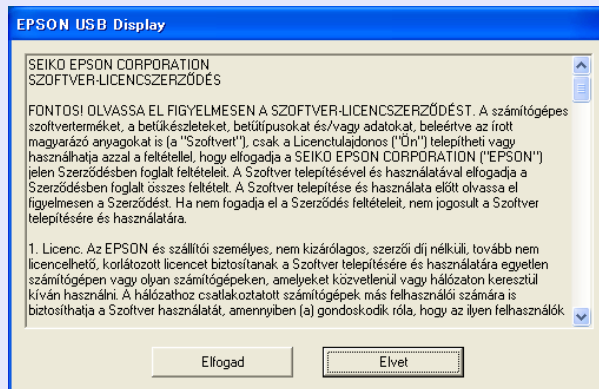 EPSON USB Display
SEIKO EPSON CORPORATION
SZOFTVER-LICENCSZERZŐDÉS
FONTOS! OLVASSA EL FIGYELMESEN A SZOFTVER-LICENCSZERZŐDÉST. A számítógépes
szoftverterméket, a betűkészleteket, betűtípusokat és/vagy adatokat, beleértve az írott
magyarázó anyagokat is (a "Szoftvert"), csak a Licenctulajdonos ("Ön") telepítheti vagy
használhatja azzal a feltétellel, hogy elfogadja a SEIKO EPSON CORPORATION ("EPSON")
jelen Szerződésben foglalt feltételeit. A Szoftver telepítésével és használatával elfogadja a
Szerződésben foglalt összes feltételt. A Szoftver telepítése és használata előtt olvassa el
figyelmesen a Szerződést. Ha nem fogadja el a Szerződés feltételeit, nem jogosult a Szoftver
telepítésére és használatára.
1. Licenc. Az EPSON és szállítói személyes, nem kizárólagos, szerzői díj nélküli, tovább nem
licencelhető, korlátozott licencet biztosítanak a Szoftver telepítésére és használatára egyetlen
számítógépen vagy olyan számítógépeken, amelyeket közvetlenül vagy hálózaton keresztül
kíván használni. A hálózathoz csatlakoztatott számítógépek más felhasználói számára is
biztosíthatja a Szoftver használatát, amennyiben (a) gondoskodik róla, hogy az ilyen felhasználók
Elfogad
Elvet